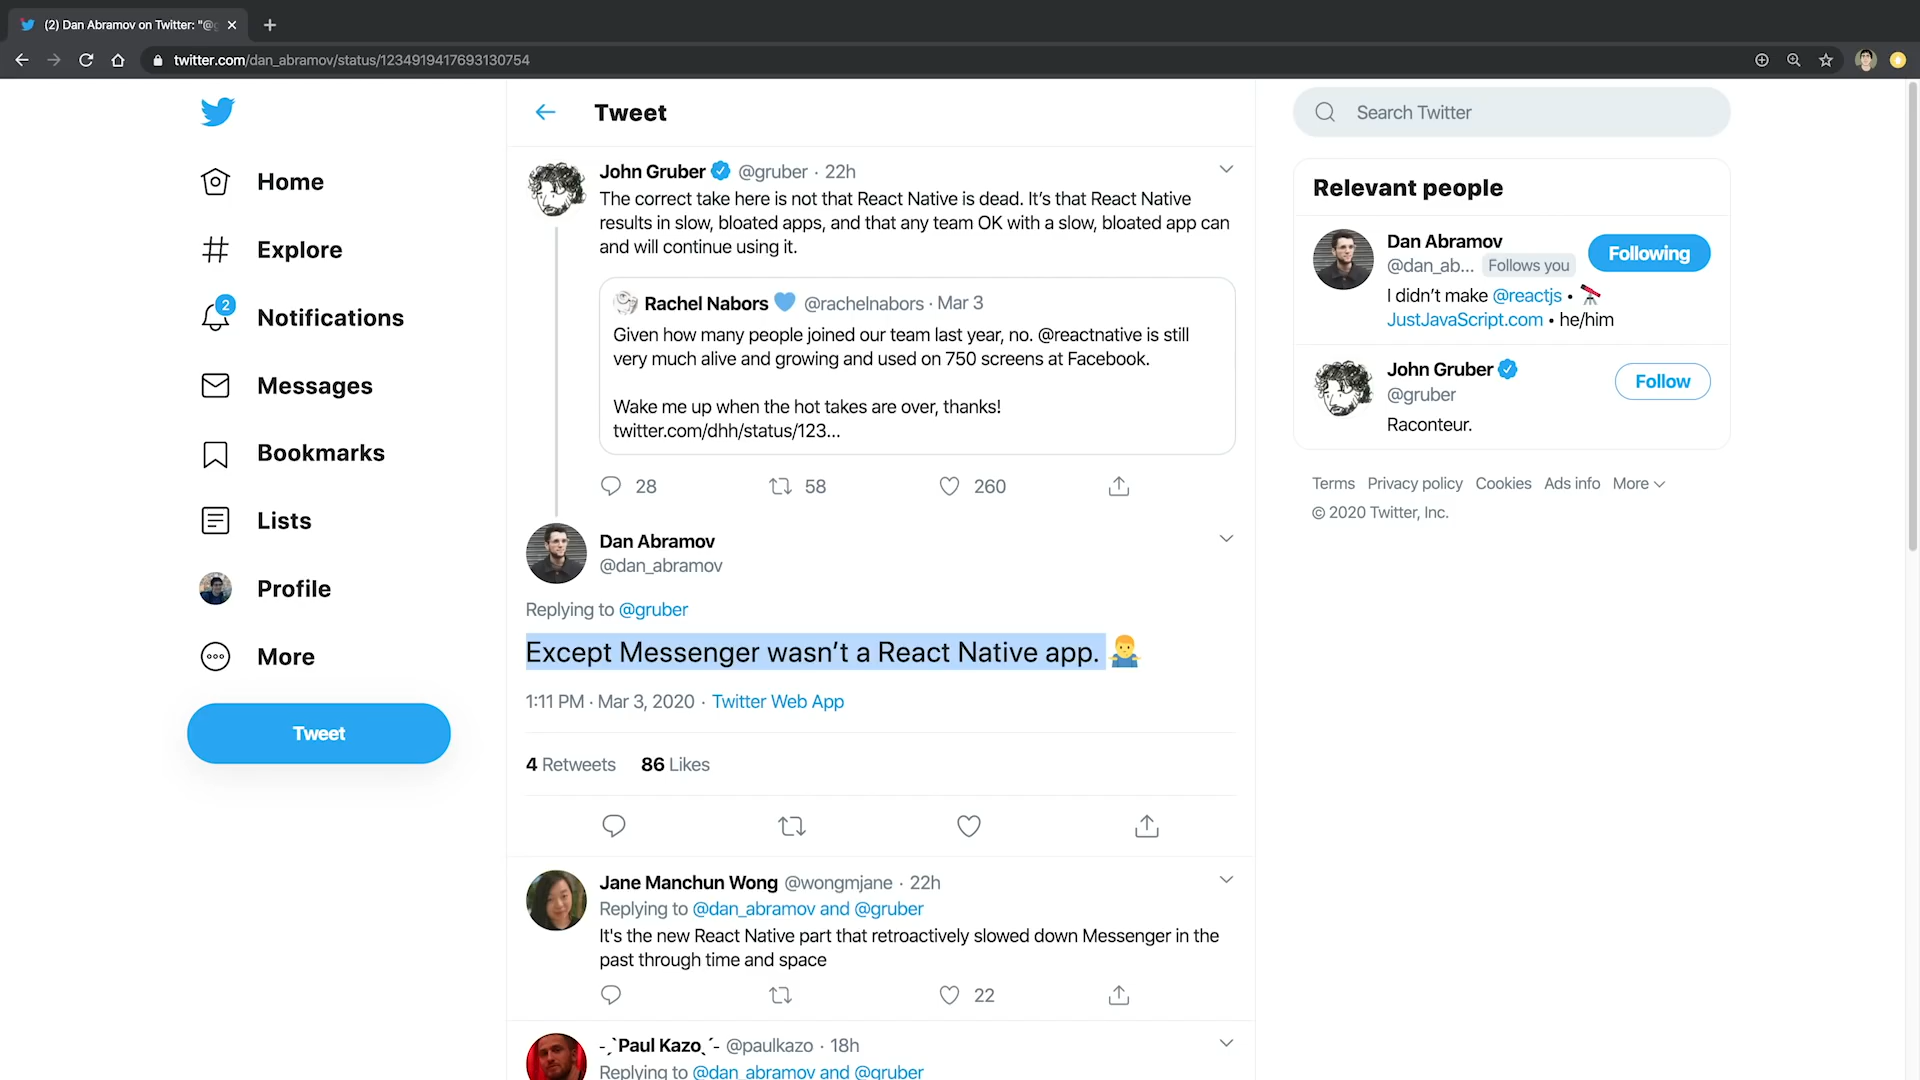 (2) Dan Abramov on Twitter: "@g
twitter.com/dan_abramov/status/1234919417693130754
Home
Explore
2
Notifications
Messages
Bookmarks
Lists
Profile
More
Tweet
Tweet
John Gruber @gruber · 22h
The correct take here is not that React Native is dead. It’s that React Native
results in slow, bloated apps, and that any team OK with a slow, bloated app can
and will continue using it.
Rachel Nabors 💙 @rachelnabors · Mar 3
Given how many people joined our team last year, no. @reactnative is still
very much alive and growing and used on 750 screens at Facebook.
Wake me up when the hot takes are over, thanks!
twitter.com/dhh/status/123…
28 58 260
Dan Abramov
@dan_abramov
Replying to @gruber
Except Messenger wasn’t a React Native app. 🤷‍♂️
1:11 PM · Mar 3, 2020 · Twitter Web App
4 Retweets 86 Likes
Jane Manchun Wong @wongmjane · 22h
Replying to @dan_abramov and @gruber
It's the new React Native part that retroactively slowed down Messenger in the
past through time and space
22
-ˏˋPaul Kazoˎˊ- @paulkazo · 18h
Replying to @dan_abramov and @gruber
Search Twitter
Relevant people
Dan Abramov
@dan_ab... Follows you
Following
I didn’t make @reactjs • 🔭
JustJavaScript.com • he/him
John Gruber
@gruber
Follow
Raconteur.
Terms Privacy policy Cookies Ads info More
© 2020 Twitter, Inc.